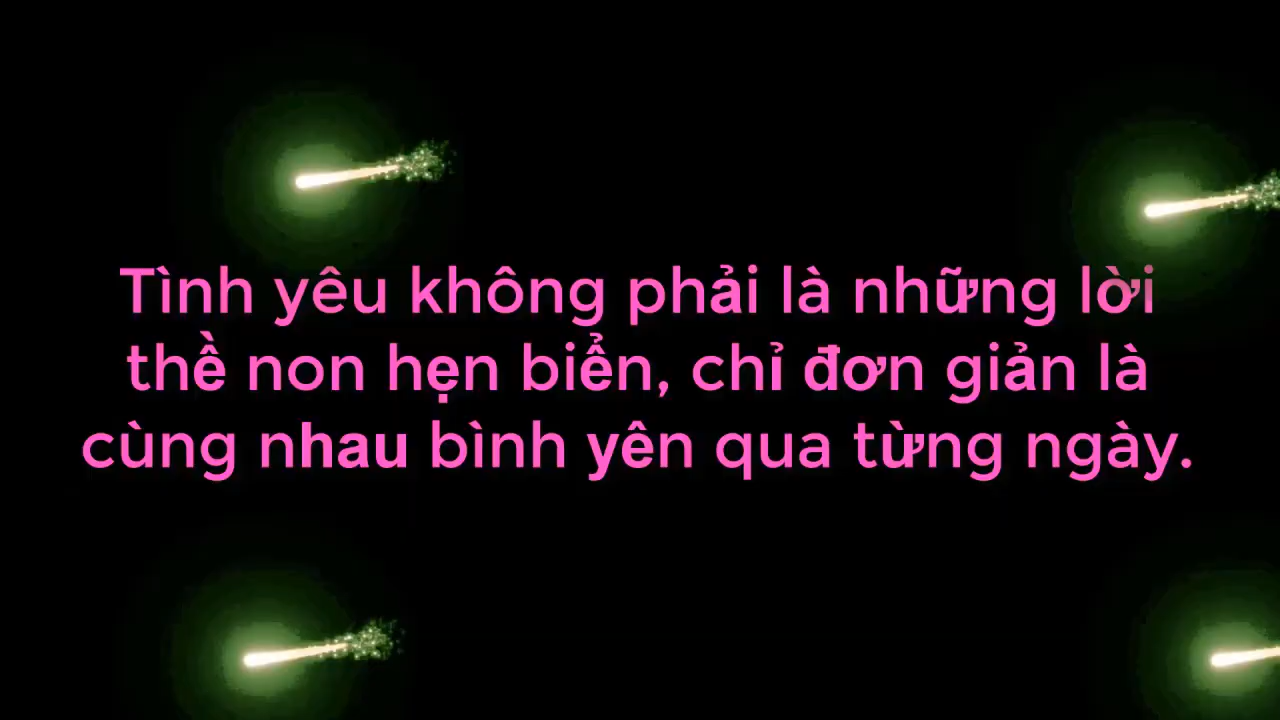 Tình yêu không phải là những lời
thề non hẹn biển, chỉ đơn giản là
cùng nhau bình yên qua từng ngày.